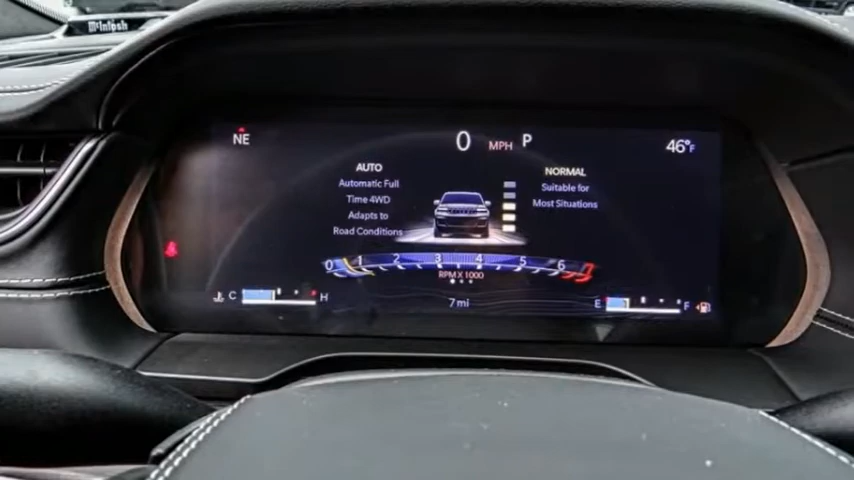 McIntosh
NE
0 MPH P
46°F
AUTO
Automatic Full
Time 4WD
Adapts to
Road Conditions
NORMAL
Suitable for
Most Situations
0 1 2 3 4 5 6 7
RPM X 1000
C H
7 mi
E F